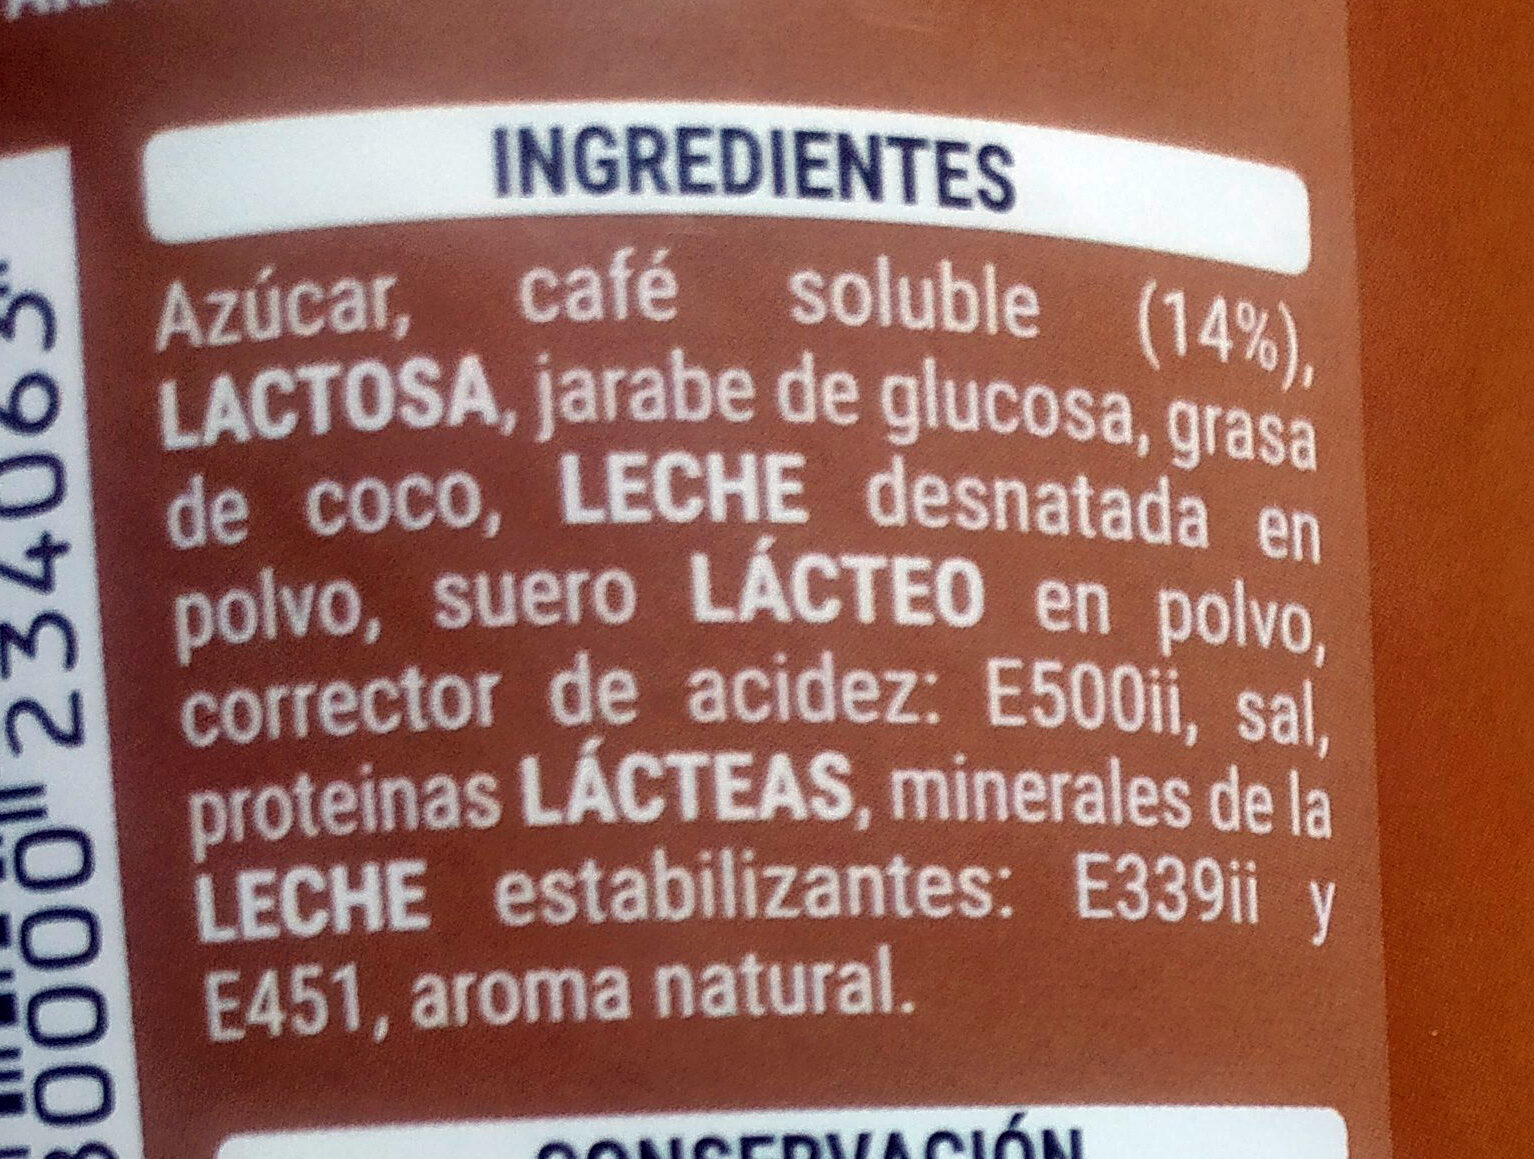 INGREDIENTES
Azúcar, café soluble (14%),
LACTOSA, jarabe de glucosa, grasa
de coco, LECHE desnatada en
polvo, suero LÁCTEO en polvo,
corrector de acidez: E500ii, sal,
proteinas LÁCTEAS, minerales de la
LECHE estabilizantes: E339ii y
E451, aroma natural.
CONSERVACIÓN